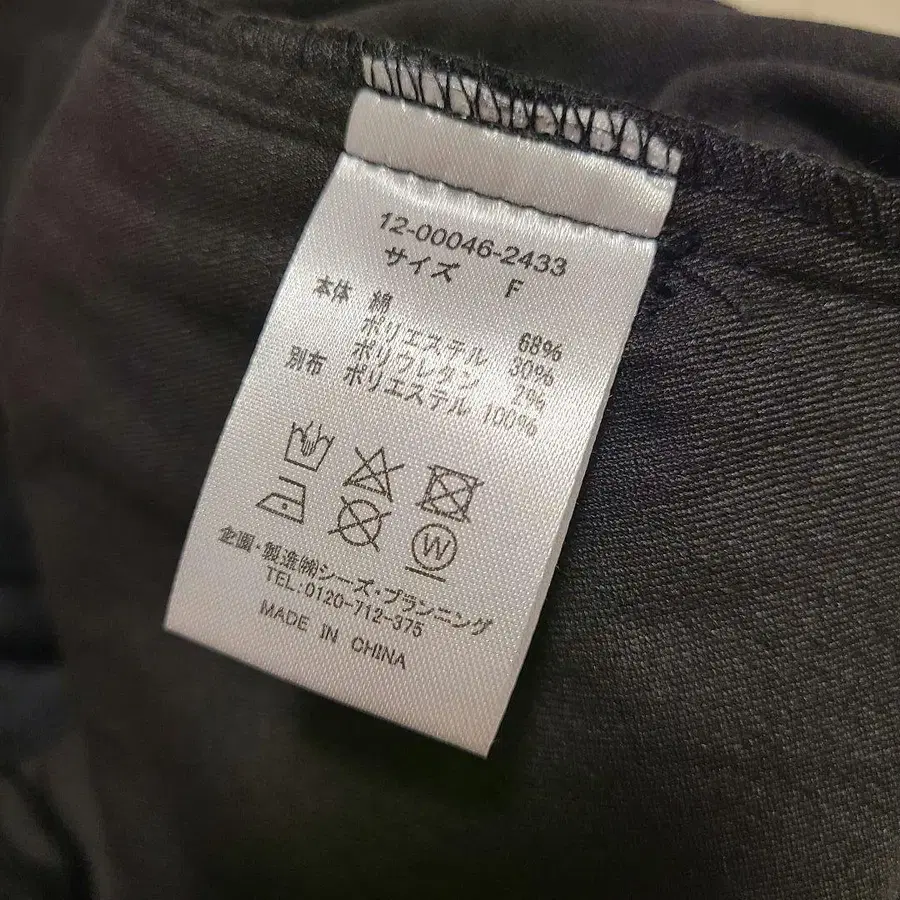 12-00046-2433
サイズ F
本体 綿 68%
ポリエステル 30%
ポリウレタン 2%
別布 ポリエステル 100%
W
企画・製造㈱シーズ・プランニング
TEL:0120-712-375
MADE IN CHINA